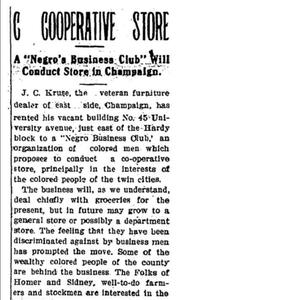 C COOPERATIVE STORE
A "Negro's Business Club" Will
Conduct Store in Champaign.
J. C. Kruse, the veteran furniture
dealer of east side, Champaign, has
rented his vacant building No. 45 Uni-
versity avenue, just east of the Hardy
block to a "Negro Business Club,' an
organization of colored men which
proposes to conduct a co-operative
store, principally in the interests of
the colored people of the twin cities.
The business will, as we understand,
deal chiefly with groceries for the
present, but in future may grow to a
general store or possibly a department
store. The feeling that they have been
discriminated against by business men
has prompted the move. Some of the
wealthy colored people of the county
are behind the business. The Folks of
Homer and Sidney, well-to-do farm-
ers and stockmen are interested in the